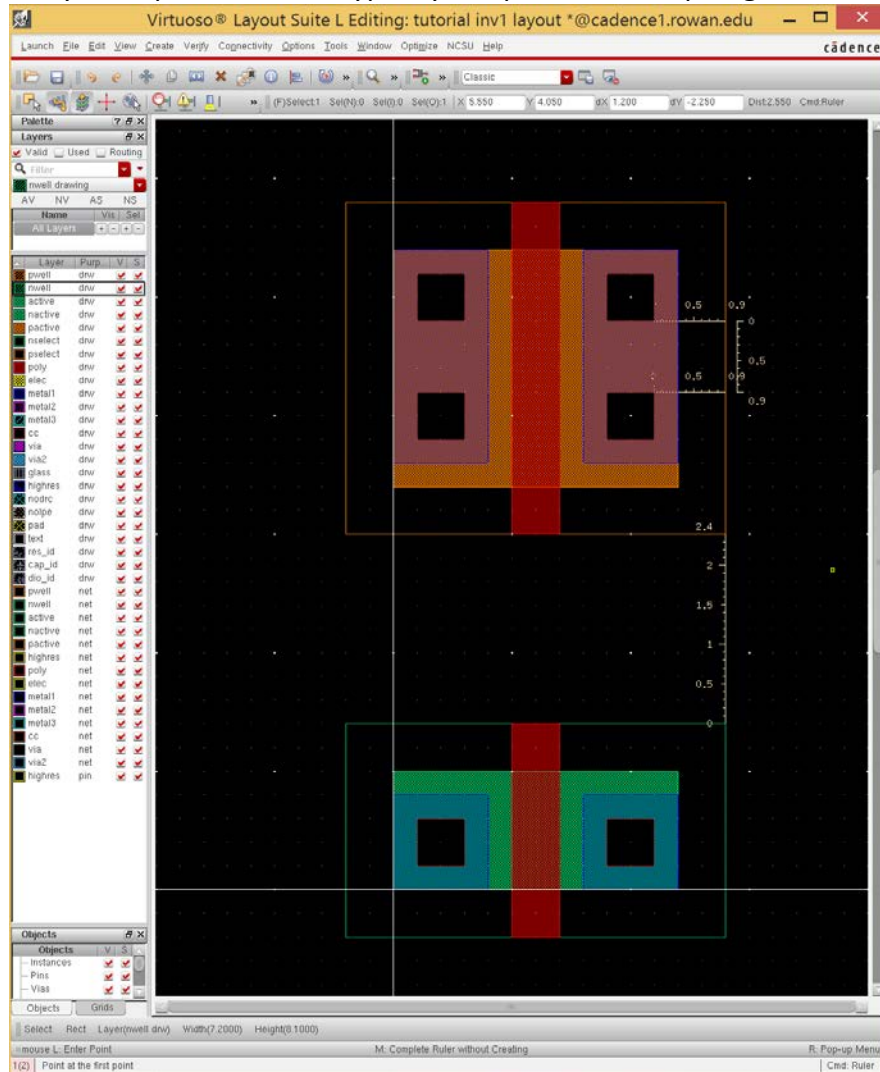 Virtuoso® Layout Suite L Editing: tutorial inv1 layout *@cadence1.rowan.edu
Launch File Edit View Create Verify Connectivity Options Tools Window Optimize NCSU Help
cādence
» » » Classic
» (F)Select:1 Sel(N):0 Sel(I):0 Sel(O):1 X 5.550 Y 4.050 dX 1.200 dY -2.250 Dist:2.550 Cmd:Ruler
Palette
Layers
Valid Used Routing
Filter
nwell drawing
AV NV AS NS
Name Vis Sel
All Layers
Layer Purp... V S
pwell drw
nwell drw
active drw
nactive drw
pactive drw
nselect drw
pselect drw
poly drw
elec drw
metal1 drw
metal2 drw
metal3 drw
cc drw
via drw
via2 drw
glass drw
highres drw
nodrc drw
nolpe drw
pad drw
text drw
res_id drw
cap_id drw
dio_id drw
pwell net
nwell net
active net
nactive net
pactive net
highres net
poly net
elec net
metal1 net
metal2 net
metal3 net
cc net
via net
via2 net
highres pin
0.5 0.9
0
0.5
0.5 0.9
0.9
2.4
2
1.5
1
0.5
0
Objects
Objects V S
Instances
Pins
Vias
Objects Grids
Select Rect Layer(nwell drw) Width(7.2000) Height(8.1000)
mouse L: Enter Point M: Complete Ruler without Creating R: Pop-up Menu
1(2) Point at the first point Cmd: Ruler